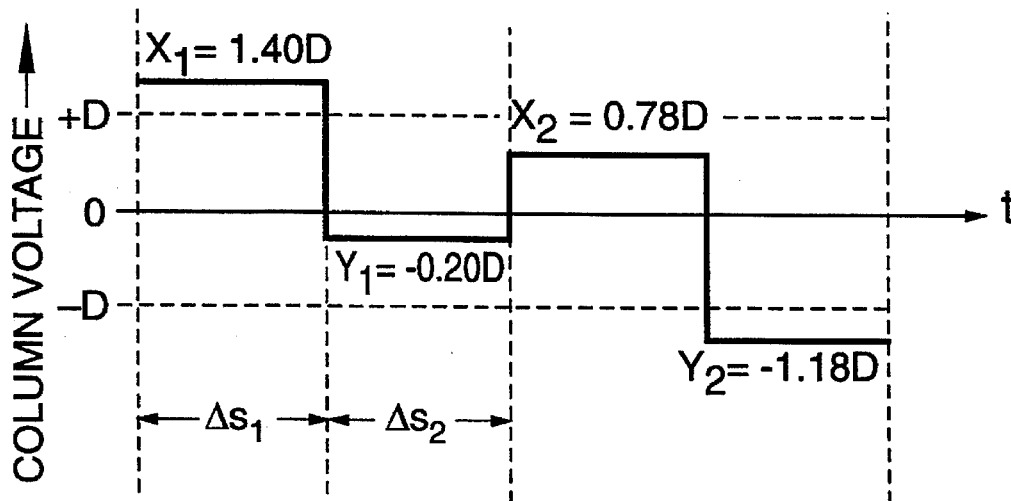 COLUMN VOLTAGE
X1 = 1.40D
+D
X2 = 0.78D
0
t
Y1 = -0.20D
–D
Y2 = -1.18D
Δs1
Δs2